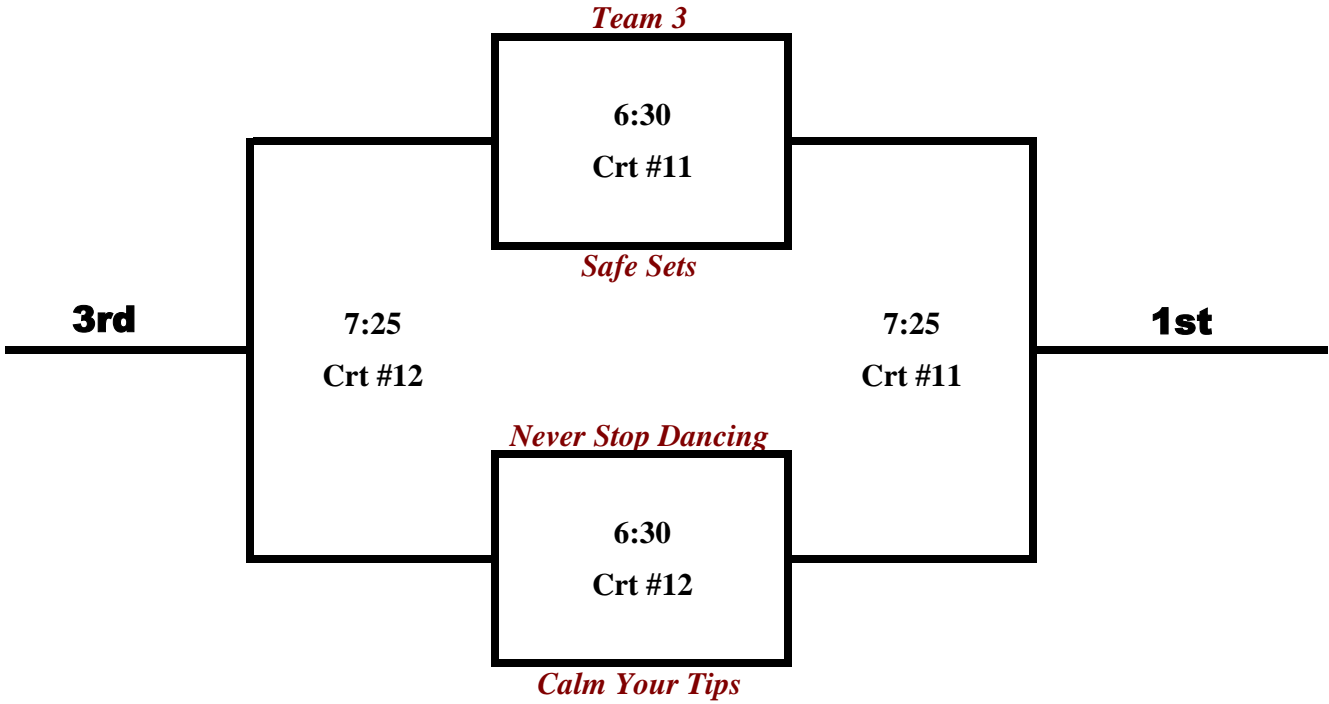 Team 3
6:30
Crt #11
Safe Sets
3rd
7:25
Crt #12
7:25
Crt #11
1st
Never Stop Dancing
6:30
Crt #12
Calm Your Tips